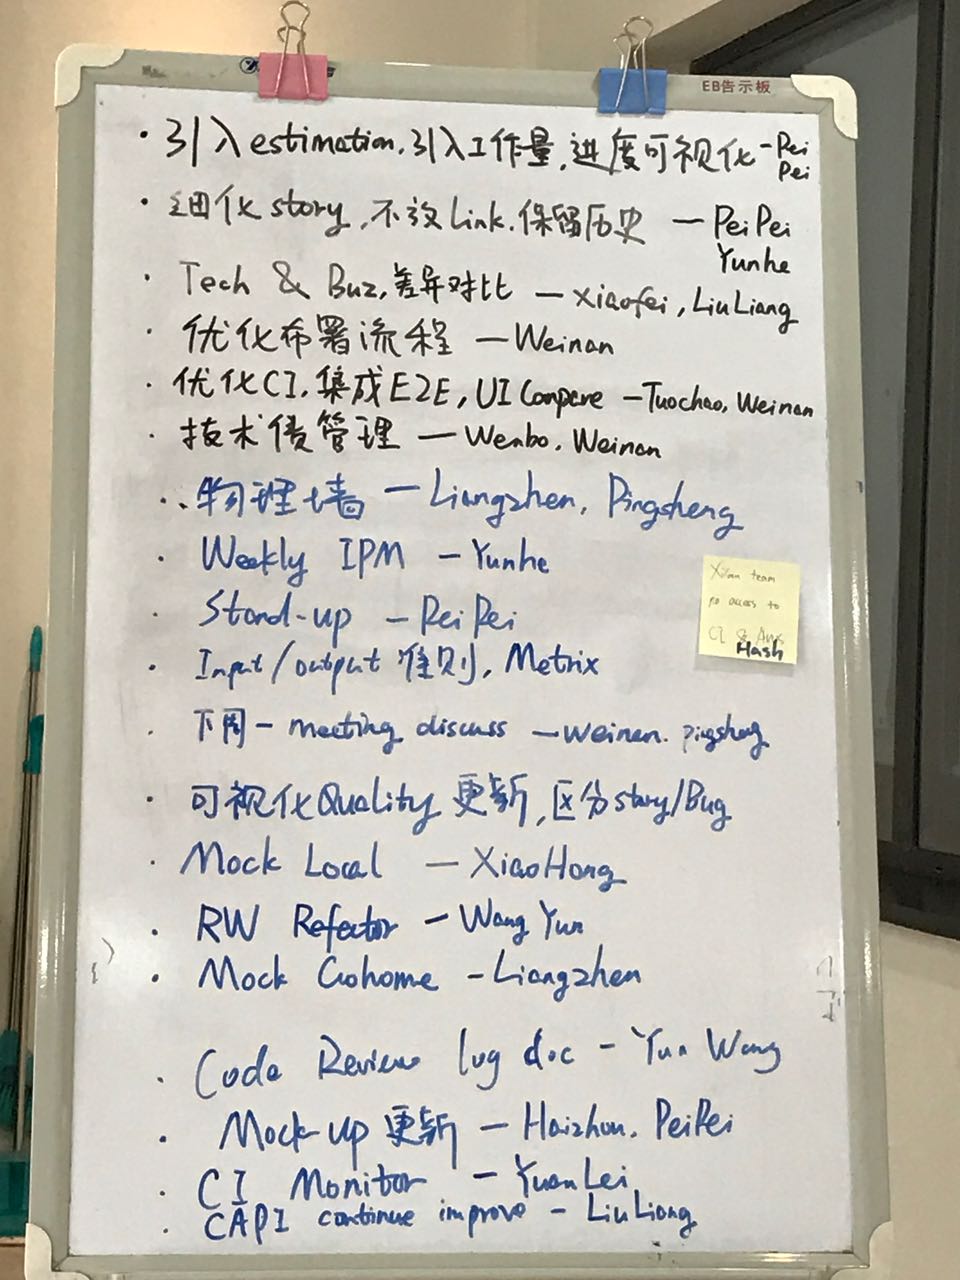 EB告示板
· 引入estimation.引入工作量,进度可视化 -Pei
Pei
· 细化story,不放Link.保留历史 — PeiPei
Yunhe
· Tech & Buz,差异对比 — Xiaofei, LiuLiang
· 优化布署流程 — Weinan
· 优化CI,集成E2E, UI Compare - Tuochao, Weinan
· 技术债管理 — Wenbo. Weinan
· 物理墙 — Liangzhen, Pingsheng
· Weekly IPM - Yunhe
· Stand-up - PeiPei
· Input/output 准则, Metrix
· 下周一 meeting discuss — Weinan. pingsheng
· 可视化Quality 更新,区分story/Bug
· Mock Local — XiaoHong
· RW Refactor - Wang Yun
· Mock Gohome - Liangzhen
· Code Review log doc - Yun Wang
· Mock-up 更新 - Haizhun. PeiPei
· CI Monitor - YuanLei
· CAPI continue improve - LiuLiang
Xi'an team
no access to
CI &
Hash